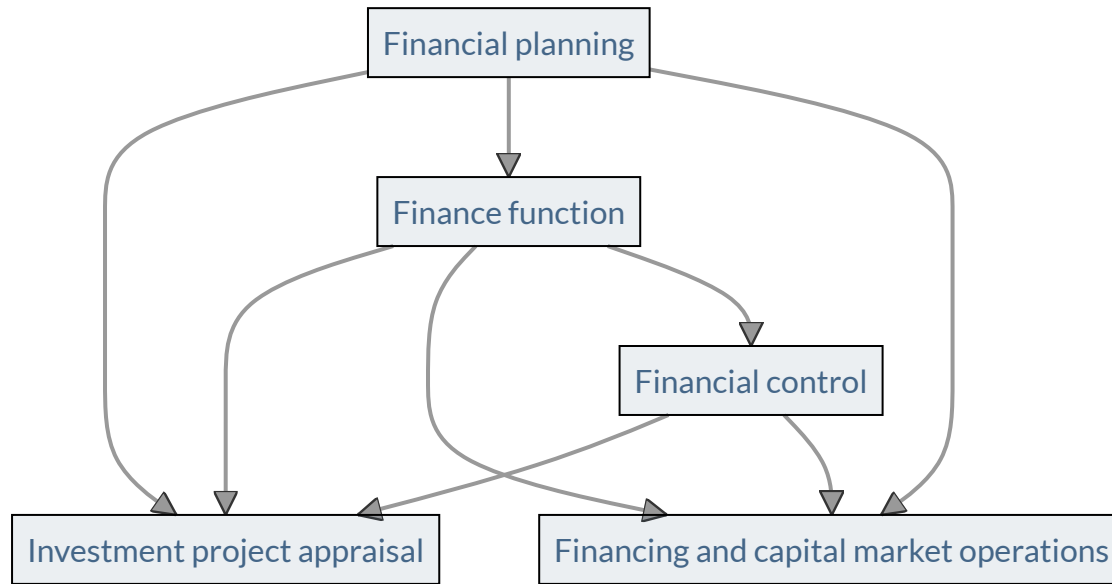 Financial planning
Finance function
Financial control
Investment project appraisal
Financing and capital market operations